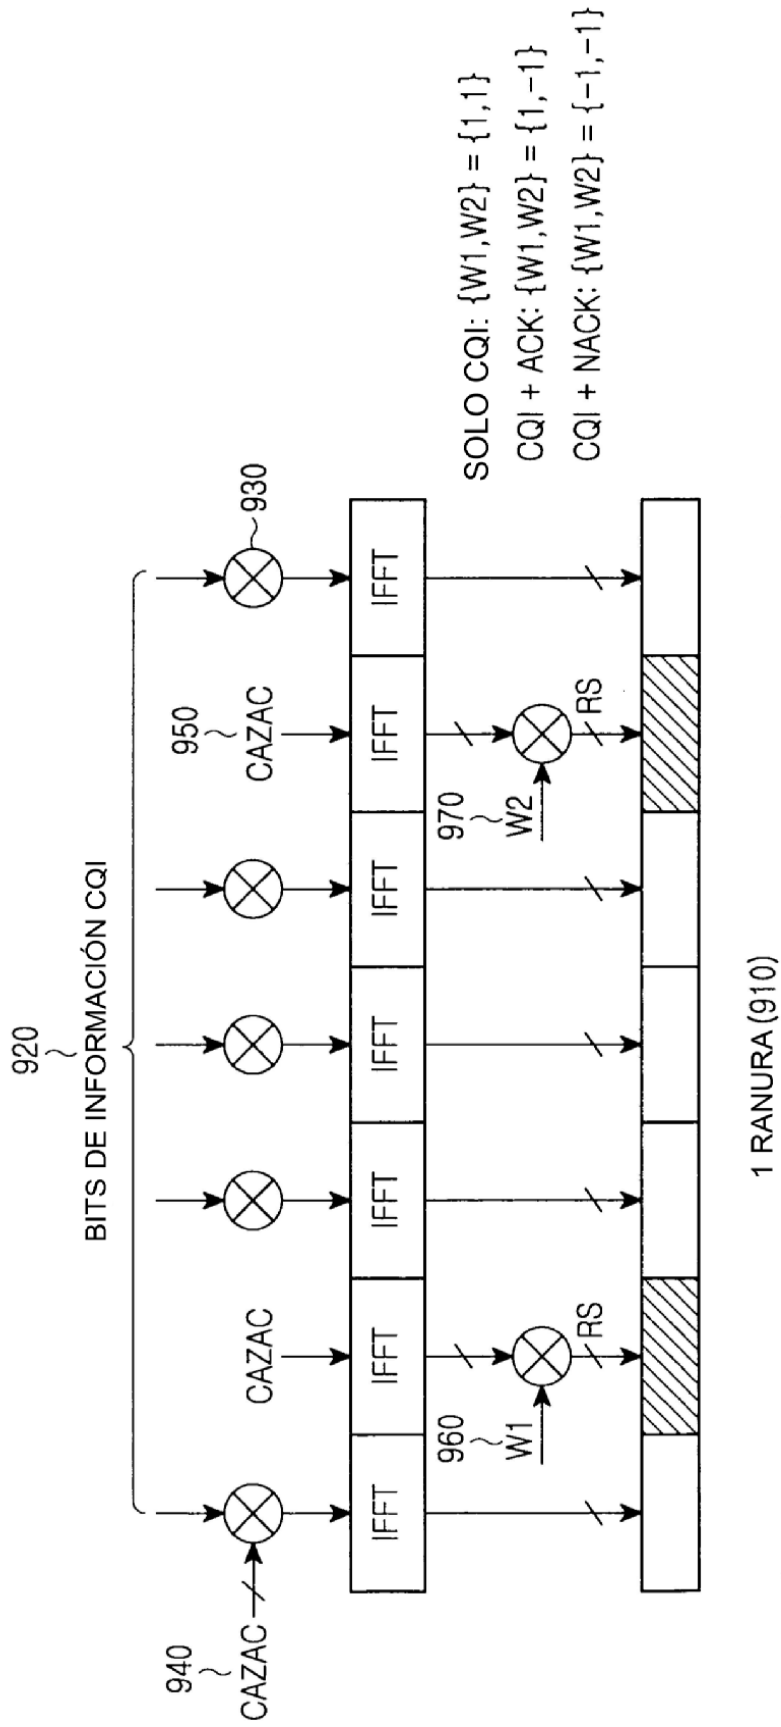 920
BITS DE INFORMACIÓN CQI
940
CAZAC
CAZAC
950
CAZAC
930
IFFT
IFFT
IFFT
IFFT
IFFT
IFFT
IFFT
960
W1
RS
970
W2
RS
SOLO CQI: {W1,W2} = {1,1}
CQI + ACK: {W1,W2} = {1,-1}
CQI + NACK: {W1,W2} = {-1,-1}
1 RANURA (910)